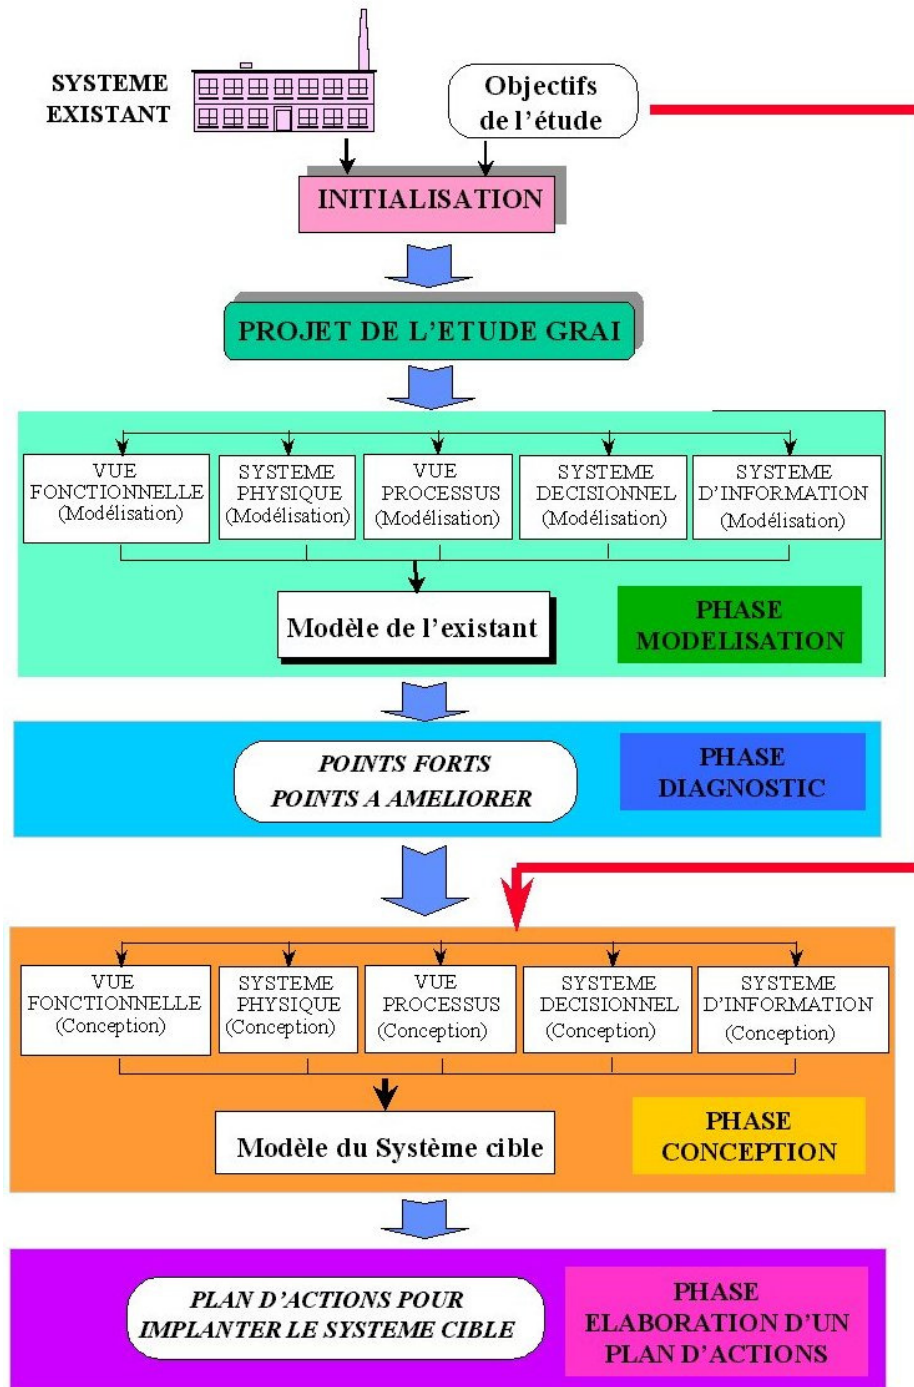 SYSTEME
EXISTANT
Objectifs
de l'étude
INITIALISATION
PROJET DE L'ETUDE GRAI
VUE
FONCTIONNELLE
(Modélisation)
SYSTEME
PHYSIQUE
(Modélisation)
VUE
PROCESSUS
(Modélisation)
SYSTEME
DECISIONNEL
(Modélisation)
SYSTEME
D'INFORMATION
(Modélisation)
Modèle de l'existant
PHASE
MODELISATION
POINTS FORTS
POINTS A AMELIORER
PHASE
DIAGNOSTIC
VUE
FONCTIONNELLE
(Conception)
SYSTEME
PHYSIQUE
(Conception)
VUE
PROCESSUS
(Conception)
SYSTEME
DECISIONNEL
(Conception)
SYSTEME
D'INFORMATION
(Conception)
Modèle du Système cible
PHASE
CONCEPTION
PLAN D'ACTIONS POUR
IMPLANTER LE SYSTEME CIBLE
PHASE
ELABORATION D'UN
PLAN D'ACTIONS